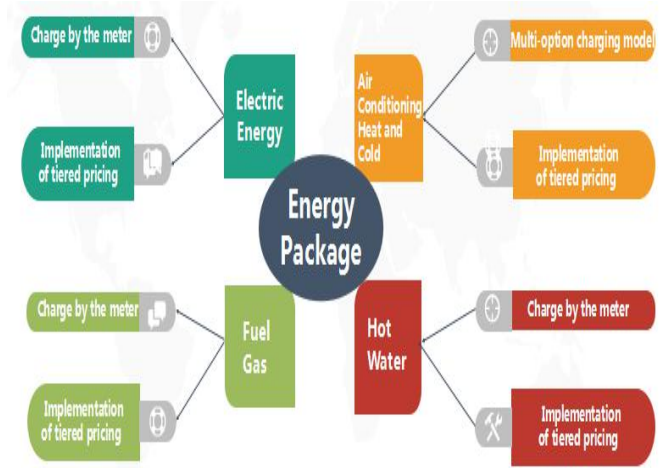 Charge by the meter
Implementation
of tiered pricing
Electric
Energy
Air
Conditioning
Heat and
Cold
Multi-option charging model
Implementation
of tiered pricing
Energy
Package
Charge by the meter
Implementation
of tiered pricing
Fuel
Gas
Hot
Water
Charge by the meter
Implementation
of tiered pricing